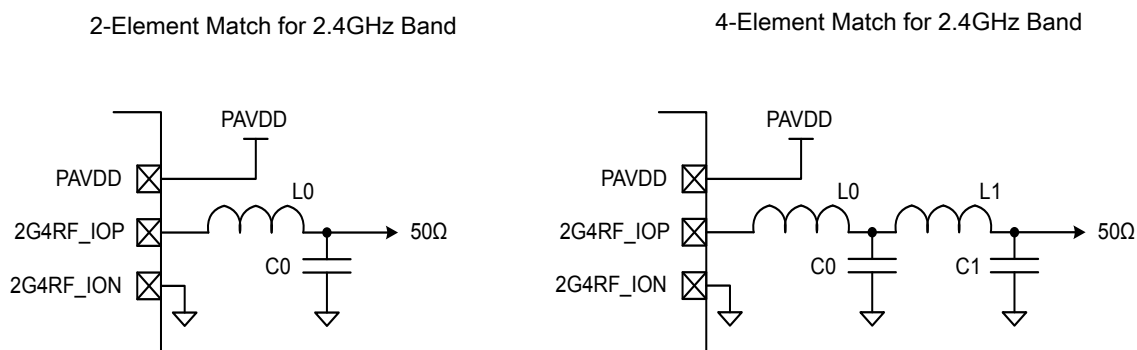 2-Element Match for 2.4GHz Band
PAVDD
PAVDD
L0
2G4RF_IOP
50Ω
C0
2G4RF_ION
4-Element Match for 2.4GHz Band
PAVDD
PAVDD
L0
L1
2G4RF_IOP
50Ω
C0
C1
2G4RF_ION